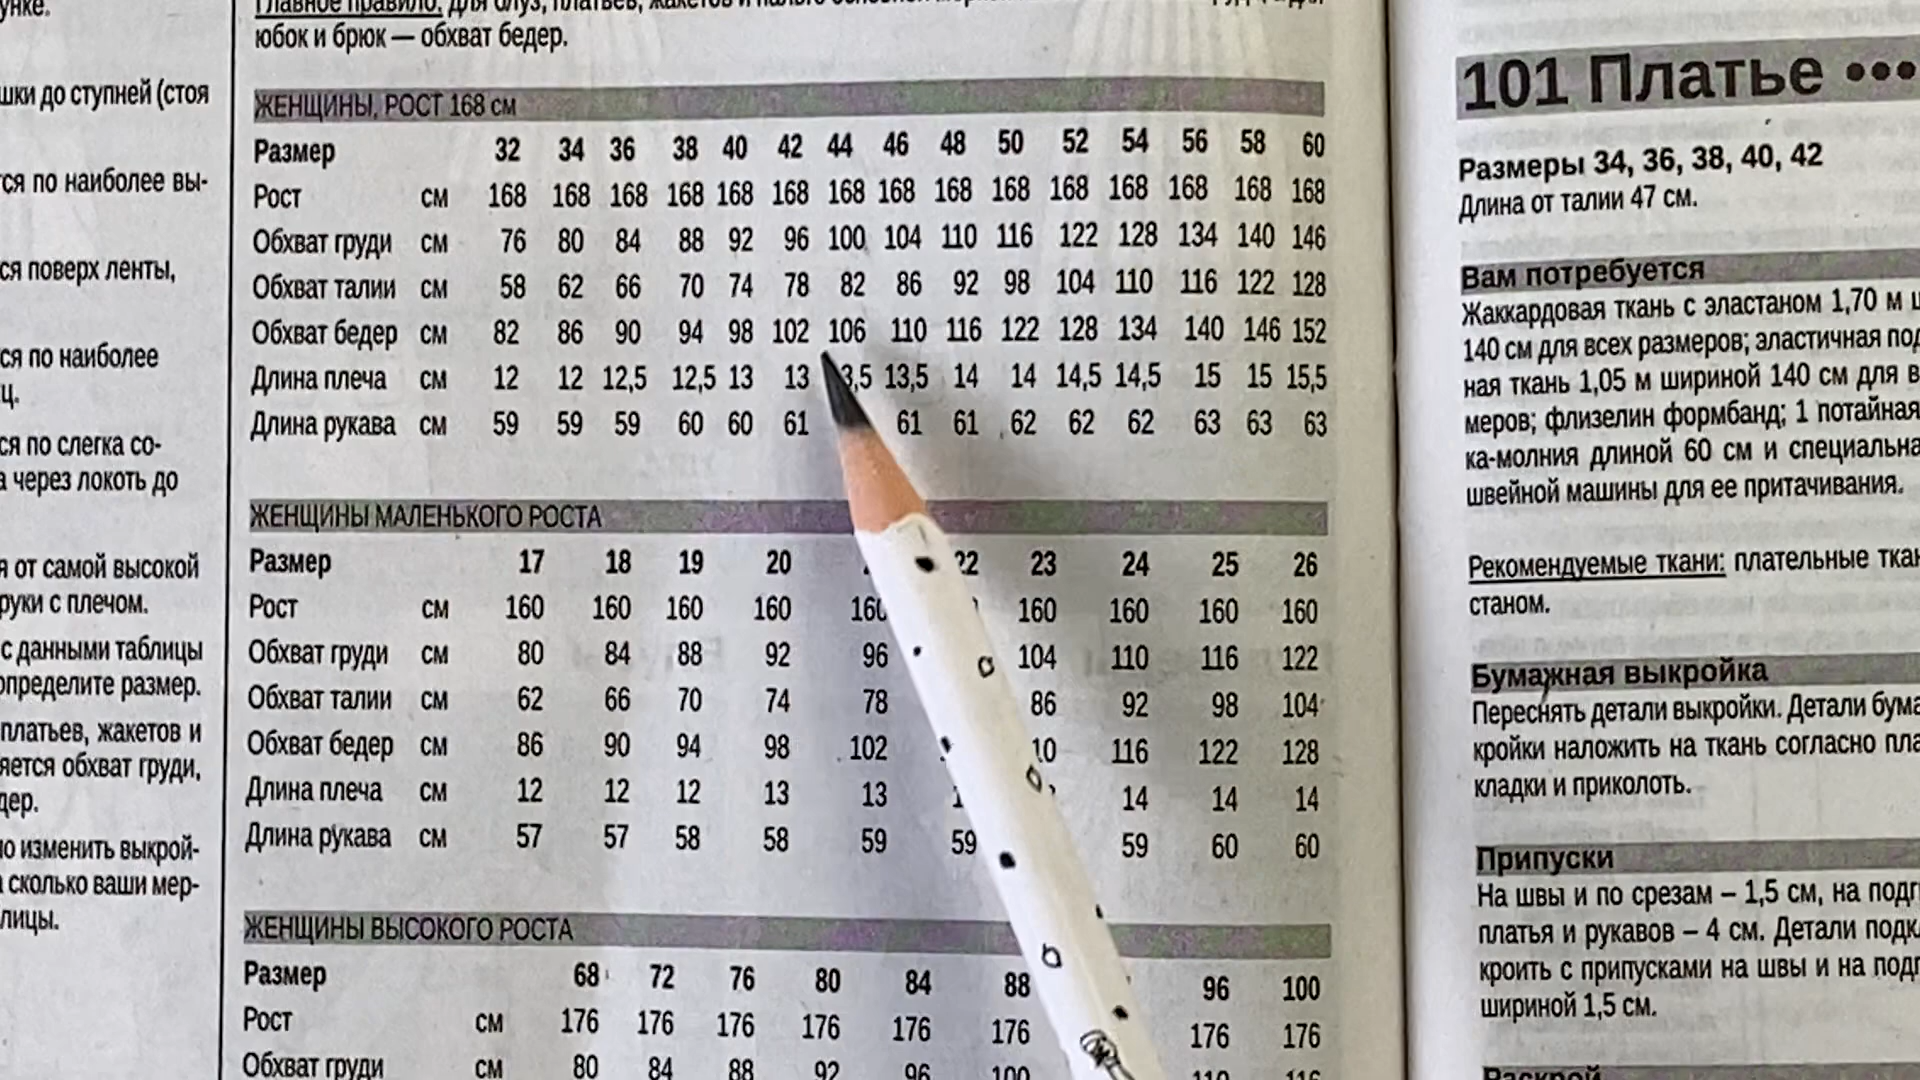 унке.
шки до ступней (стоя
ся по наиболее вы-
ся поверх ленты,
ся по наиболее
ся по слегка со-
через локоть до
от самой высокой
руки с плечом.
с данными таблицы
определите размер.
платьев, жакетов и
яется обхват груди,
изменить выкрой-
сколько ваши мер-
лицы.
Главное правило: для блуз, платьев, жакетов и пальто
юбок и брюк — обхват бедер.
ЖЕНЩИНЫ, РОСТ 168 см
Размер 32 34 36 38 40 42 44 46 48 50 52 54 56 58 60
Рост см 168 168 168 168 168 168 168 168 168 168 168 168 168 168 168
Обхват груди см 76 80 84 88 92 96 100 104 110 116 122 128 134 140 146
Обхват талии см 58 62 66 70 74 78 82 86 92 98 104 110 116 122 128
Обхват бедер см 82 86 90 94 98 102 106 110 116 122 128 134 140 146 152
Длина плеча см 12 12 12,5 12,5 13 13 3,5 13,5 14 14 14,5 14,5 15 15 15,5
Длина рукава см 59 59 59 60 60 61 61 61 62 62 62 63 63 63
ЖЕНЩИНЫ МАЛЕНЬКОГО РОСТА
Размер 17 18 19 20 22 23 24 25 26
Рост см 160 160 160 160 160 160 160 160 160
Обхват груди см 80 84 88 92 96 104 110 116 122
Обхват талии см 62 66 70 74 78 86 92 98 104
Обхват бедер см 86 90 94 98 102 10 116 122 128
Длина плеча см 12 12 12 13 13 14 14 14
Длина рукава см 57 57 58 58 59 59 59 60 60
ЖЕНЩИНЫ ВЫСОКОГО РОСТА
Размер 68 72 76 80 84 88 96 100
Рост см 176 176 176 176 176 176 176 176
Обхват груди см 80 84 88 92 96 100 110 116
101 Платье •••
Размеры 34, 36, 38, 40, 42
Длина от талии 47 см.
Вам потребуется
Жаккардовая ткань с эластаном 1,70 м
140 см для всех размеров; эластичная под
ная ткань 1,05 м шириной 140 см для в
меров; флизелин формбанд; 1 потайная
ка-молния длиной 60 см и специальна
швейной машины для ее притачивания.
Рекомендуемые ткани: плательные ткан
станом.
Бумажная выкройка
Переснять детали выкройки. Детали бума
кройки наложить на ткань согласно пла
кладки и приколоть.
Припуски
На швы и по срезам – 1,5 см, на подг
платья и рукавов – 4 см. Детали подк
кроить с припусками на швы и на подг
шириной 1,5 см.
Раскрой